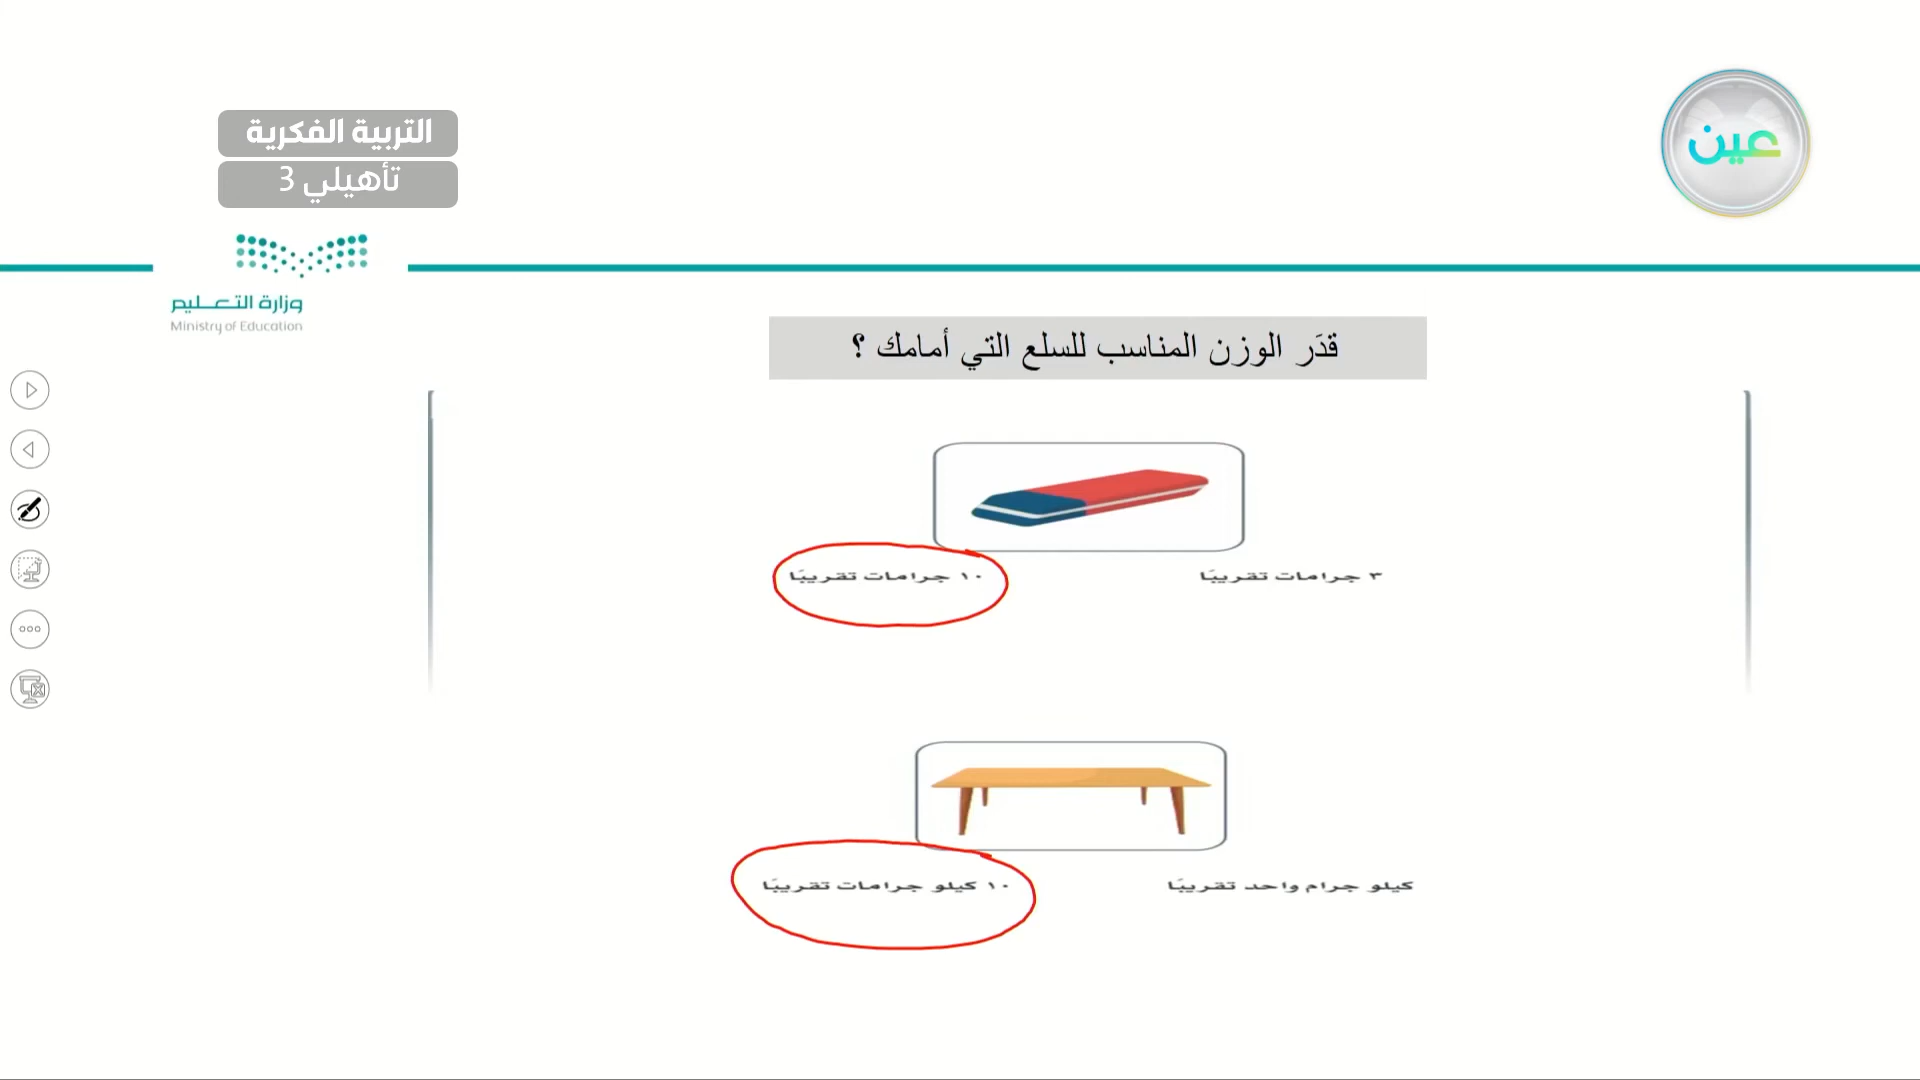 عين
التربية الفكرية
تأهيلي 3
وزارة التعـليم
Ministry of Education
قدَر الوزن المناسب للسلع التي أمامك ؟
٣ جرامات تقريبًا
١٠ جرامات تقريبًا
كيلو جرام واحد تقريبًا
١٠ كيلو جرامات تقريبًا